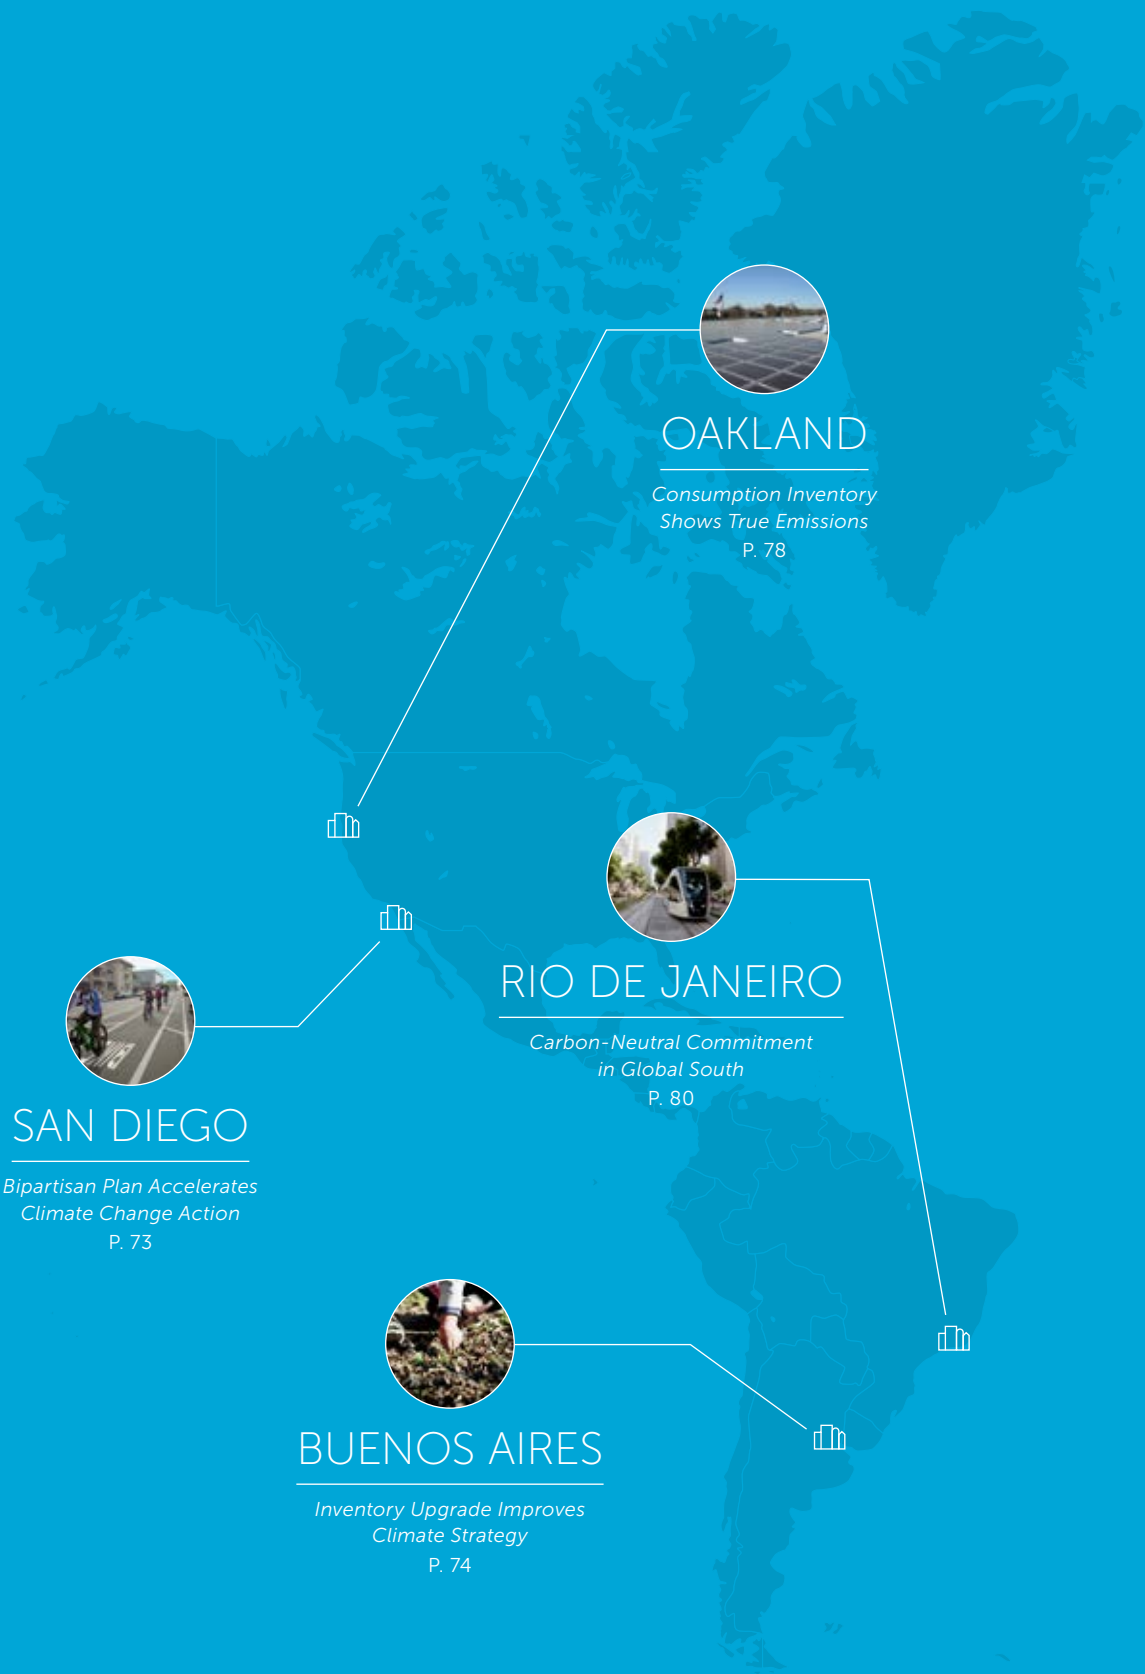 OAKLAND
Consumption Inventory
Shows True Emissions
P. 78
RIO DE JANEIRO
Carbon-Neutral Commitment
in Global South
P. 80
SAN DIEGO
Bipartisan Plan Accelerates
Climate Change Action
P. 73
BUENOS AIRES
Inventory Upgrade Improves
Climate Strategy
P. 74